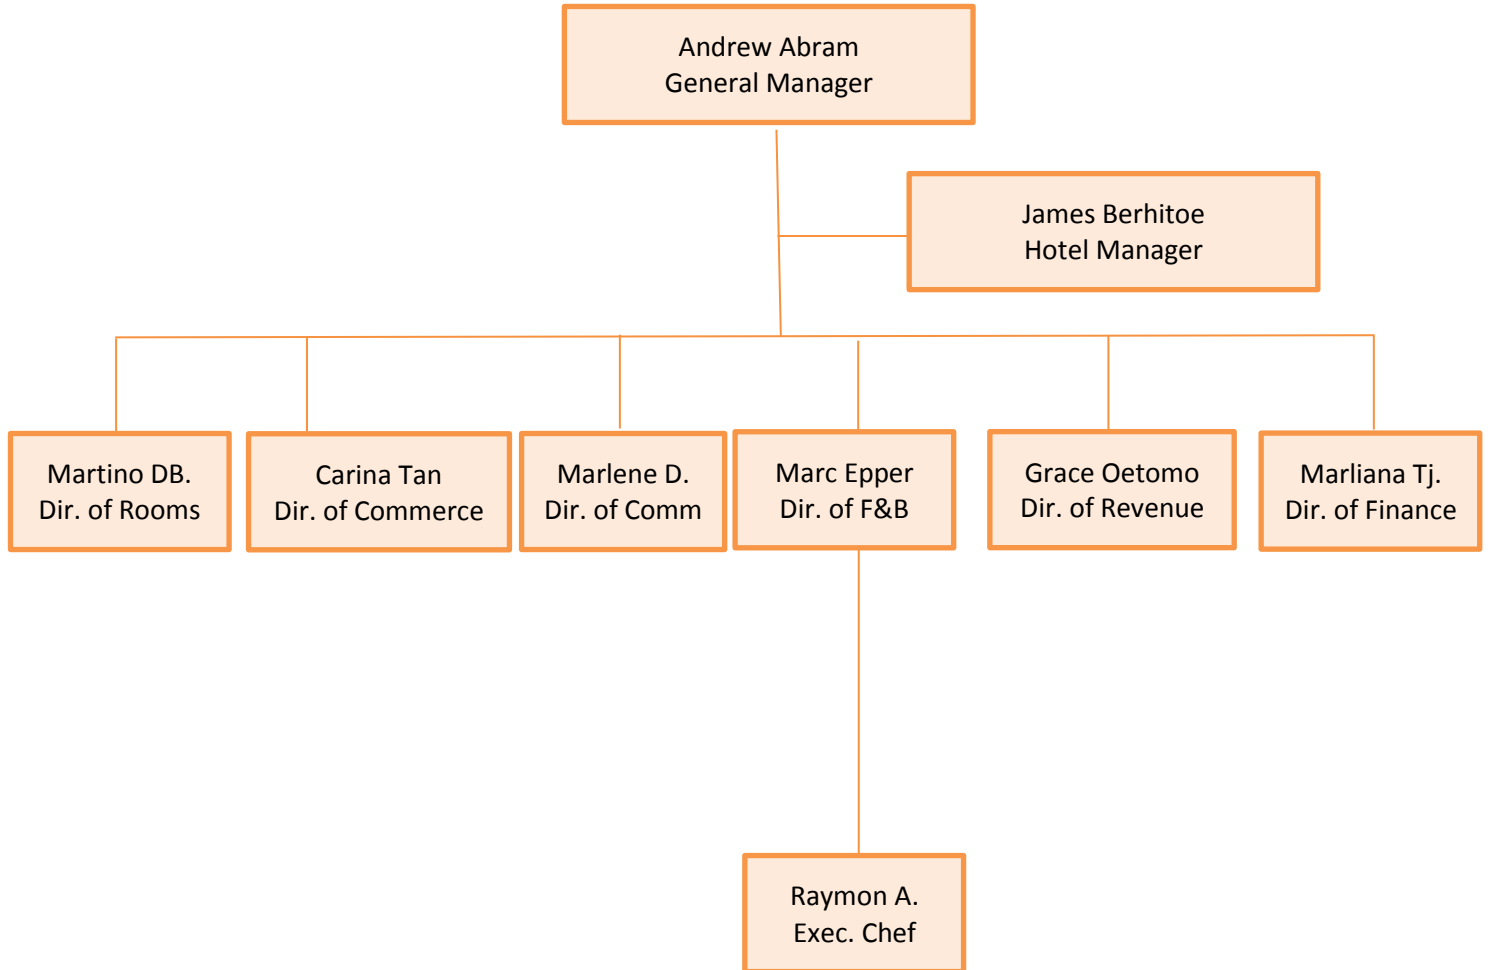 Andrew Abram
General Manager
James Berhitoe
Hotel Manager
Martino DB.
Dir. of Rooms
Carina Tan
Dir. of Commerce
Marlene D.
Dir. of Comm
Marc Epper
Dir. of F&B
Grace Oetomo
Dir. of Revenue
Marliana Tj.
Dir. of Finance
Raymon A.
Exec. Chef